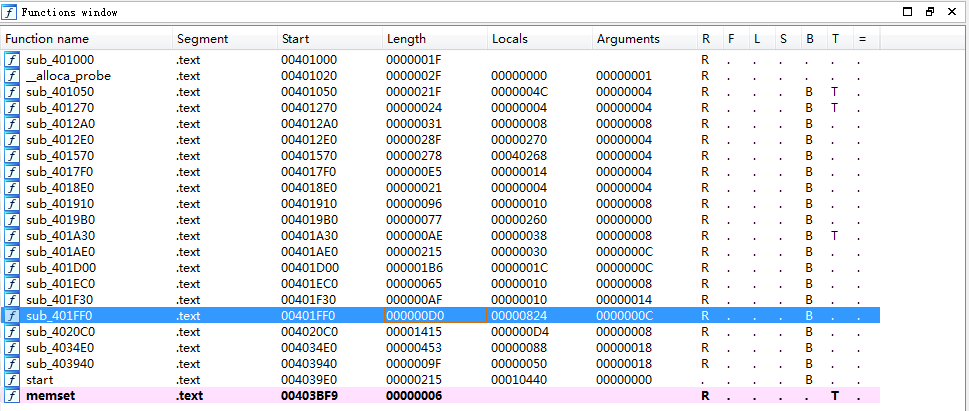 Functions window
Function name Segment Start Length Locals Arguments R F L S B T =
sub_401000 .text 00401000 0000001F R . . . . . .
__alloca_probe .text 00401020 0000002F 00000000 00000001 R . . . . . .
sub_401050 .text 00401050 0000021F 0000004C 00000004 R . . . B T .
sub_401270 .text 00401270 00000024 00000004 00000004 R . . . B T .
sub_4012A0 .text 004012A0 00000031 00000008 00000008 R . . . B . .
sub_4012E0 .text 004012E0 0000028F 00000270 00000004 R . . . B . .
sub_401570 .text 00401570 00000278 00040268 00000004 R . . . B . .
sub_4017F0 .text 004017F0 000000E5 00000014 00000004 R . . . B . .
sub_4018E0 .text 004018E0 00000021 00000004 00000004 R . . . B . .
sub_401910 .text 00401910 00000096 00000010 00000008 R . . . B . .
sub_4019B0 .text 004019B0 00000077 00000260 00000000 R . . . B . .
sub_401A30 .text 00401A30 000000AE 00000038 00000008 R . . . B T .
sub_401AE0 .text 00401AE0 00000215 00000030 0000000C R . . . B . .
sub_401D00 .text 00401D00 000001B6 0000001C 0000000C R . . . B . .
sub_401EC0 .text 00401EC0 00000065 00000010 00000008 R . . . B . .
sub_401F30 .text 00401F30 000000AF 00000010 00000014 R . . . B . .
sub_401FF0 .text 00401FF0 000000D0 00000824 0000000C R . . . B . .
sub_4020C0 .text 004020C0 00001415 000000D4 00000008 R . . . B . .
sub_4034E0 .text 004034E0 00000453 00000088 00000018 R . . . B . .
sub_403940 .text 00403940 0000009F 00000050 00000018 R . . . B . .
start .text 004039E0 00000215 00010440 00000000 . . . . B . .
memset .text 00403BF9 00000006 R . . . . T .